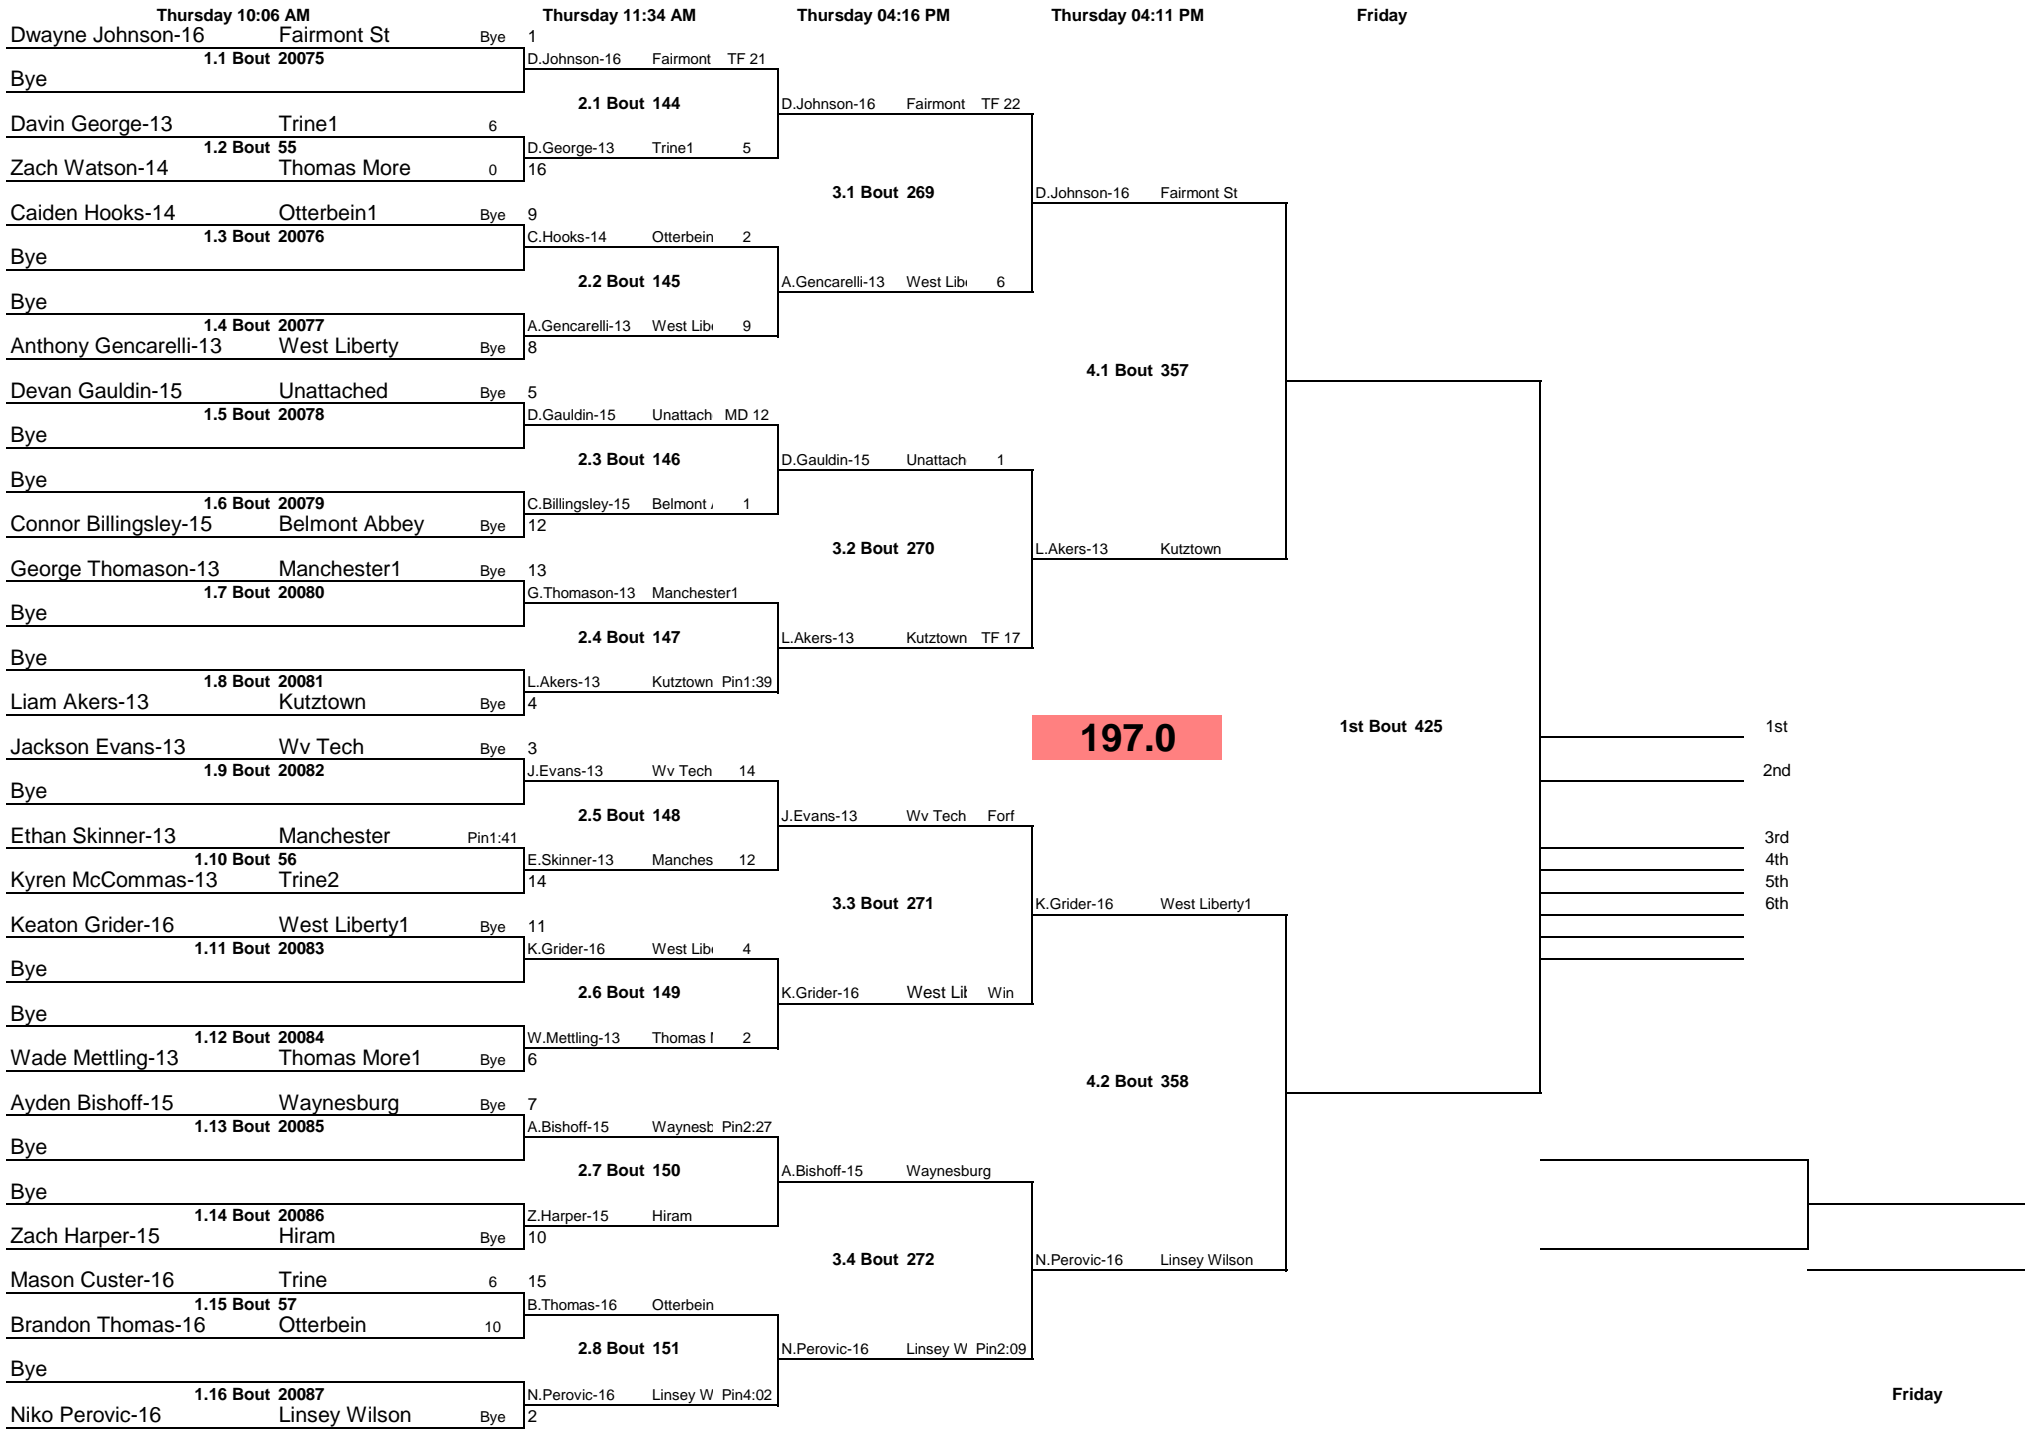 Thursday 10:06 AM Thursday 11:34 AM Thursday 04:16 PM Thursday 04:11 PM Friday
Dwayne Johnson-16 Fairmont St Bye 1
1.1 Bout 20075 D.Johnson-16 Fairmont TF 21
Bye
2.1 Bout 144 D.Johnson-16 Fairmont TF 22
Davin George-13 Trine1 6
1.2 Bout 55 D.George-13 Trine1 5
Zach Watson-14 Thomas More 0 16
3.1 Bout 269 D.Johnson-16 Fairmont St
Caiden Hooks-14 Otterbein1 Bye 9
1.3 Bout 20076 C.Hooks-14 Otterbein 2
Bye
2.2 Bout 145 A.Gencarelli-13 West Lib 6
Bye
1.4 Bout 20077 A.Gencarelli-13 West Lib 9
Anthony Gencarelli-13 West Liberty Bye 8
4.1 Bout 357
Devan Gauldin-15 Unattached Bye 5
1.5 Bout 20078 D.Gauldin-15 Unattach MD 12
Bye
2.3 Bout 146 D.Gauldin-15 Unattach 1
Bye
1.6 Bout 20079 C.Billingsley-15 Belmont 1
Connor Billingsley-15 Belmont Abbey Bye 12
3.2 Bout 270 L.Akers-13 Kutztown
George Thomason-13 Manchester1 Bye 13
1.7 Bout 20080 G.Thomason-13 Manchester1
Bye
2.4 Bout 147 L.Akers-13 Kutztown TF 17
Bye
1.8 Bout 20081 L.Akers-13 Kutztown Pin1:39
Liam Akers-13 Kutztown Bye 4
197.0 1st Bout 425 1st
Jackson Evans-13 Wv Tech Bye 3
1.9 Bout 20082 J.Evans-13 Wv Tech 14 2nd
Bye
2.5 Bout 148 J.Evans-13 Wv Tech Forf
Ethan Skinner-13 Manchester Pin1:41 3rd
1.10 Bout 56 E.Skinner-13 Manches 12 4th
Kyren McCommas-13 Trine2 14 5th
3.3 Bout 271 K.Grider-16 West Liberty1 6th
Keaton Grider-16 West Liberty1 Bye 11
1.11 Bout 20083 K.Grider-16 West Lib 4
Bye
2.6 Bout 149 K.Grider-16 West Lib Win
Bye
1.12 Bout 20084 W.Mettling-13 Thomas 2
Wade Mettling-13 Thomas More1 Bye 6
4.2 Bout 358
Ayden Bishoff-15 Waynesburg Bye 7
1.13 Bout 20085 A.Bishoff-15 Waynesb Pin2:27
Bye
2.7 Bout 150 A.Bishoff-15 Waynesburg
Bye
1.14 Bout 20086 Z.Harper-15 Hiram
Zach Harper-15 Hiram Bye 10
3.4 Bout 272 N.Perovic-16 Linsey Wilson
Mason Custer-16 Trine 6 15
1.15 Bout 57 B.Thomas-16 Otterbein
Brandon Thomas-16 Otterbein 10
2.8 Bout 151 N.Perovic-16 Linsey W Pin2:09
Bye
1.16 Bout 20087 N.Perovic-16 Linsey W Pin4:02 Friday
Niko Perovic-16 Linsey Wilson Bye 2